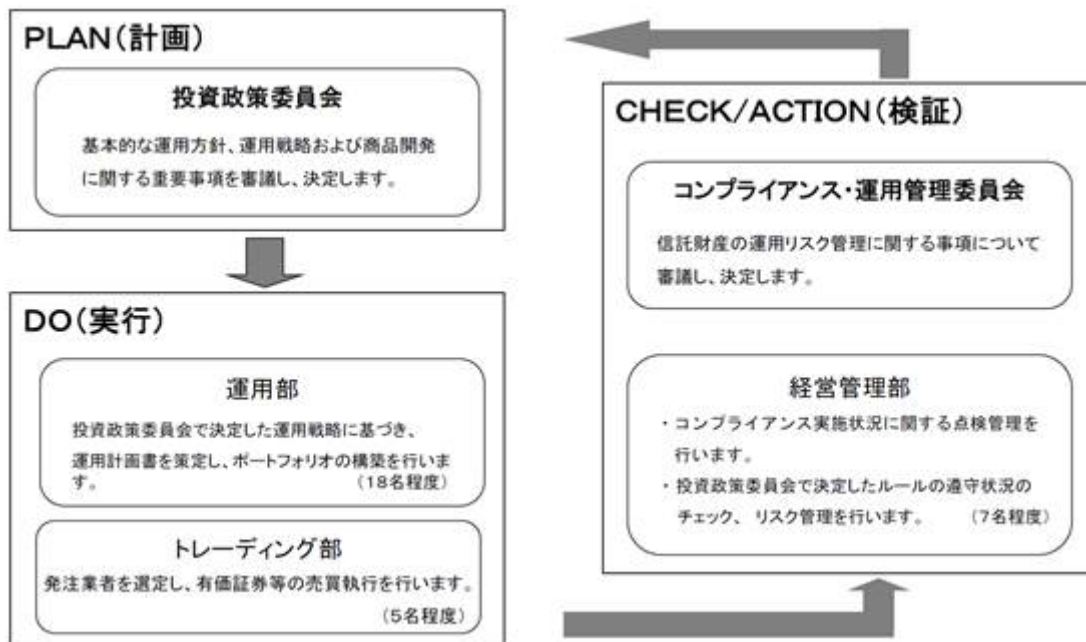 PLAN(計画)
投資政策委員会
基本的な運用方針、運用戦略および商品開発
に関する重要事項を審議し、決定します。
DO(実行)
運用部
投資政策委員会で決定した運用戦略に基づき、
運用計画書を策定し、ポートフォリオの構築を行いま
す。 (18名程度)
トレーディング部
発注業者を選定し、有価証券等の売買執行を行います。
(5名程度)
CHECK/ACTION(検証)
コンプライアンス・運用管理委員会
信託財産の運用リスク管理に関する事項について
審議し、決定します。
経営管理部
・コンプライアンス実施状況に関する点検管理を
行います。
・投資政策委員会で決定したルールの遵守状況の
チェック、 リスク管理を行います。 (7名程度)